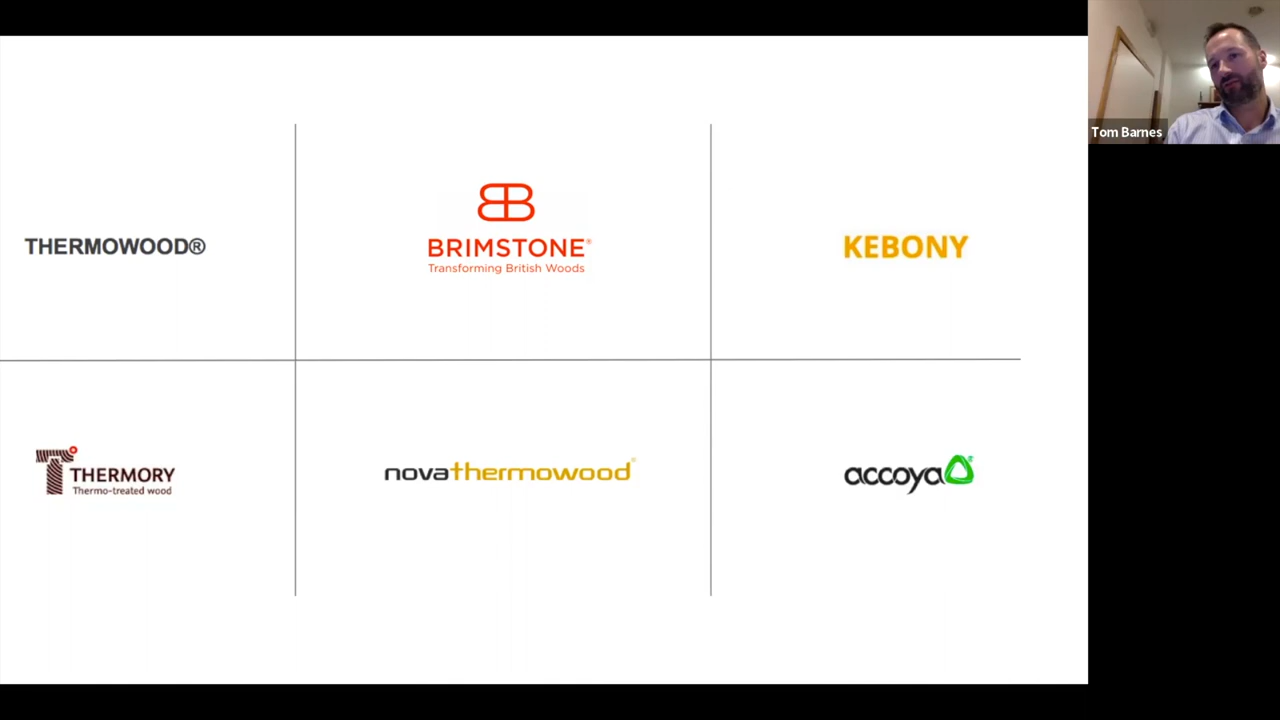 THERMOWOOD®
BRIMSTONE®
Transforming British Woods
KEBONY
THERMORY
Thermo-treated wood
novathermowood®
accoya
Tom Barnes